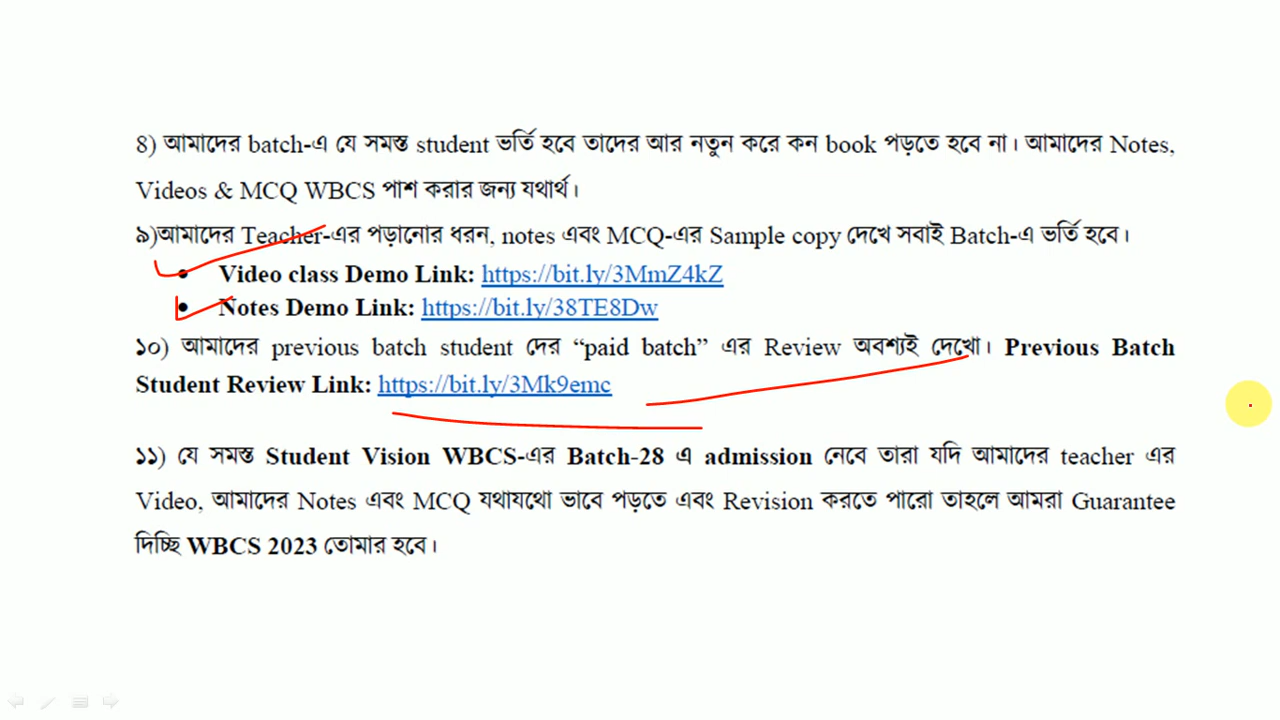 8) আমাদের batch-এ যে সমস্ত student ভর্তি হবে তাদের আর নতুন করে কন book পড়তে হবে না। আমাদের Notes,
Videos & MCQ WBCS পাশ করার জন্য যথার্থ।
৯)আমাদের Teacher-এর পড়ানোর ধরন, notes এবং MCQ-এর Sample copy দেখে সবাই Batch-এ ভর্তি হবে।
• Video class Demo Link: https://bit.ly/3MmZ4kZ
• Notes Demo Link: https://bit.ly/38TE8Dw
১০) আমাদের previous batch student দের “paid batch” এর Review অবশ্যই দেখো। Previous Batch
Student Review Link: https://bit.ly/3Mk9emc
১১) যে সমস্ত Student Vision WBCS-এর Batch-28 এ admission নেবে তারা যদি আমাদের teacher এর
Video, আমাদের Notes এবং MCQ যথাযথো ভাবে পড়তে এবং Revision করতে পারো তাহলে আমরা Guarantee
দিচ্ছি WBCS 2023 তোমার হবে।